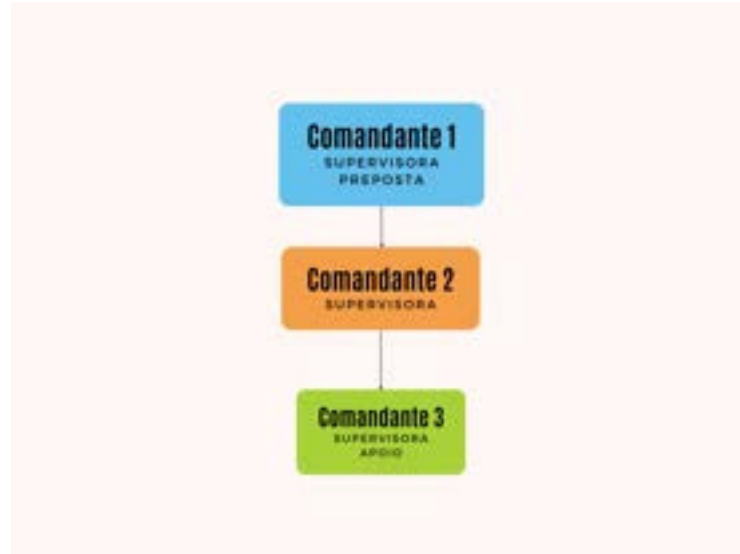 Comandante 1
SUPERVISORA
PREPOSTA
Comandante 2
SUPERVISORA
Comandante 3
SUPERVISORA
APOIO